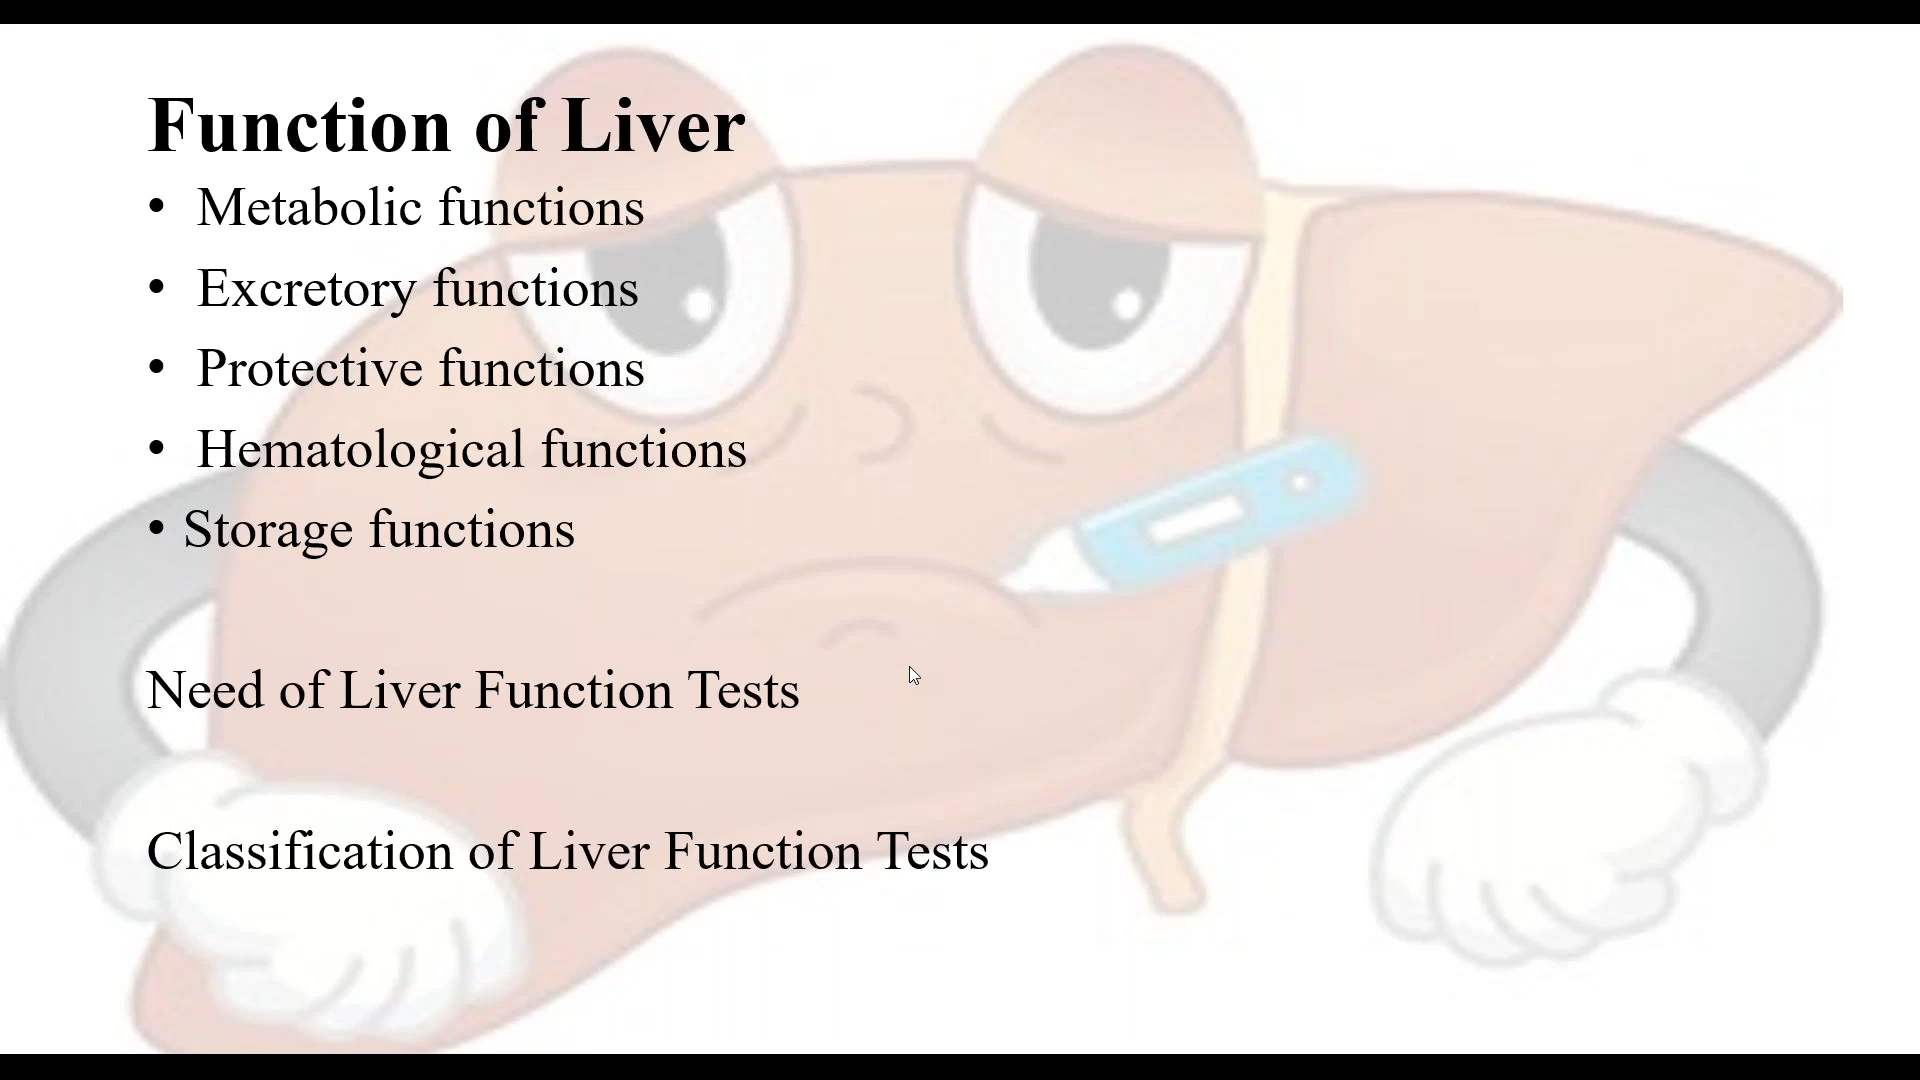 Function of Liver
• Metabolic functions
• Excretory functions
• Protective functions
• Hematological functions
• Storage functions
Need of Liver Function Tests
Classification of Liver Function Tests